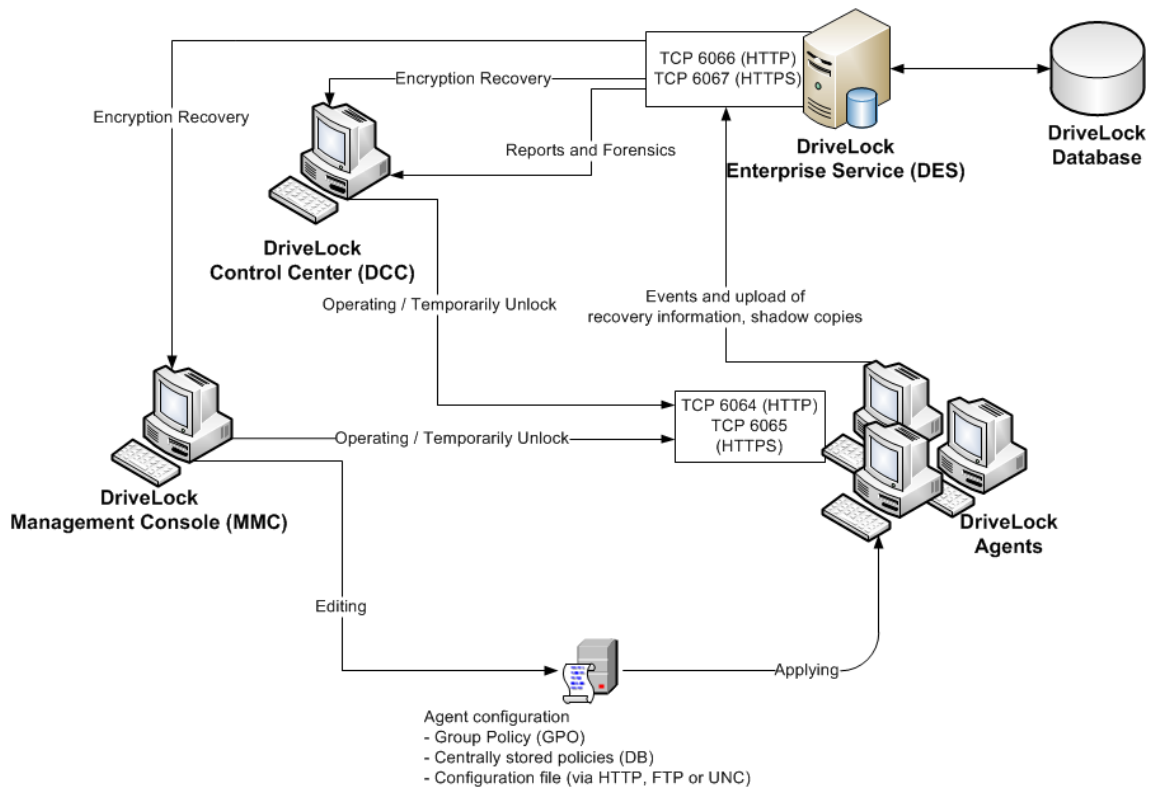 TCP 6066 (HTTP)
TCP 6067 (HTTPS)
Encryption Recovery
Encryption Recovery
Reports and Forensics
DriveLock
Enterprise Service (DES)
DriveLock
Database
DriveLock
Control Center (DCC)
Operating / Temporarily Unlock
Events and upload of
recovery information, shadow copies
TCP 6064 (HTTP)
TCP 6065
(HTTPS)
Operating / Temporarily Unlock
DriveLock
Management Console (MMC)
DriveLock
Agents
Editing
Applying
Agent configuration
- Group Policy (GPO)
- Centrally stored policies (DB)
- Configuration file (via HTTP, FTP or UNC)